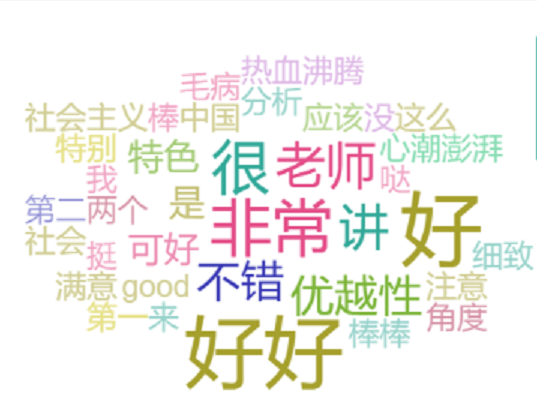 热血沸腾
毛病
分析
社会主义 棒 中国 应该 没 这么
特别 特色 很 老师 心潮澎湃
我 哒
第二 两个 是 非常 讲 好
社会 挺 可好 细致
不错
满意 good 优越性 注意
第一 来 好好 棒棒 角度